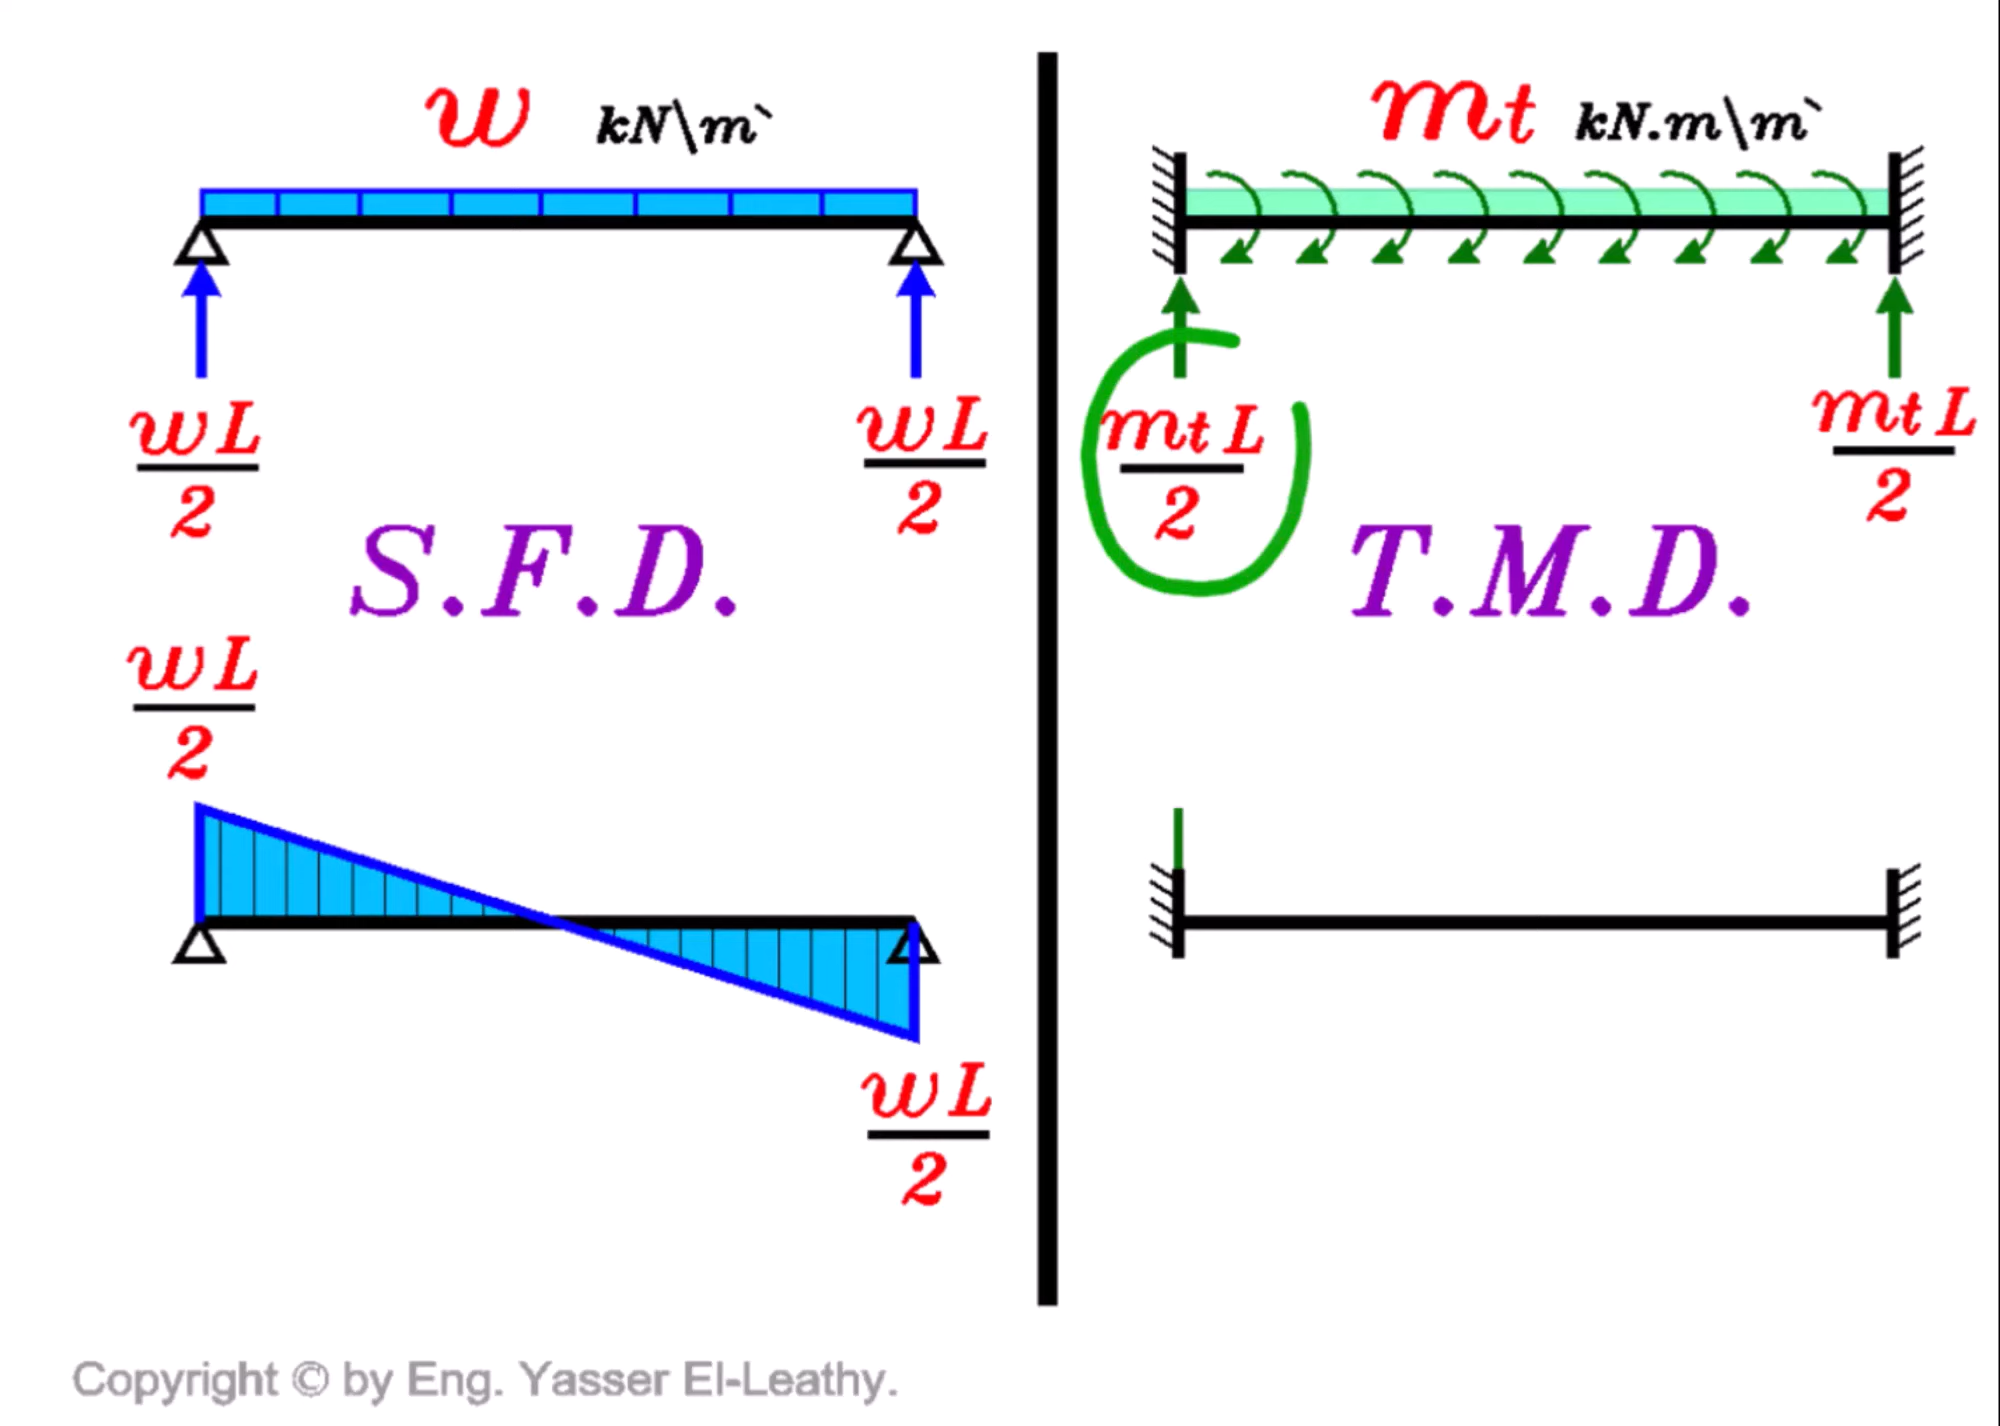 w kN\m`
wL/2 wL/2
S.F.D.
wL/2
wL/2
mt kN.m\m`
mt L/2 mt L/2
T.M.D.
Copyright © by Eng. Yasser El-Leathy.